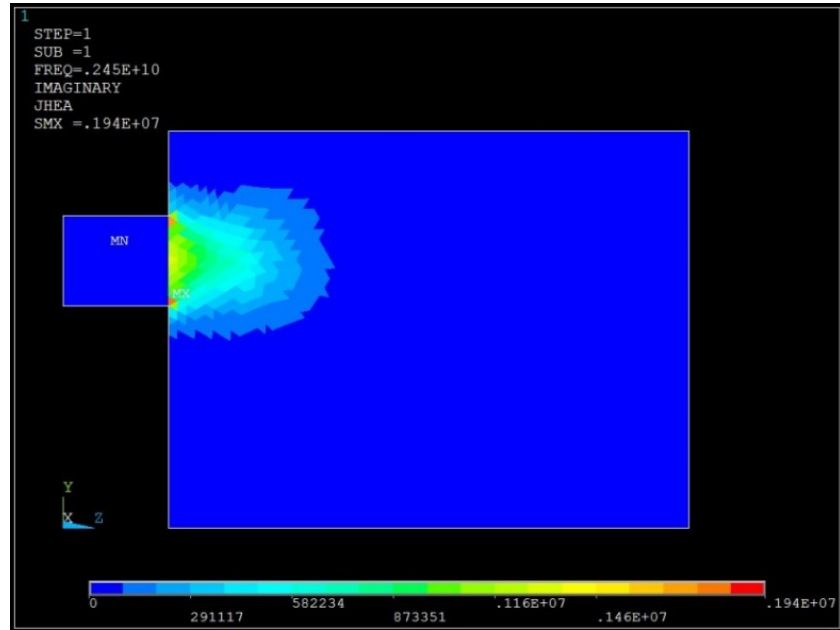 1
STEP=1
SUB =1
FREQ=.245E+10
IMAGINARY
JHEA
SMX =.194E+07
MN
MX
Y
X Z
0 582234 .116E+07 .194E+07
291117 873351 .146E+07